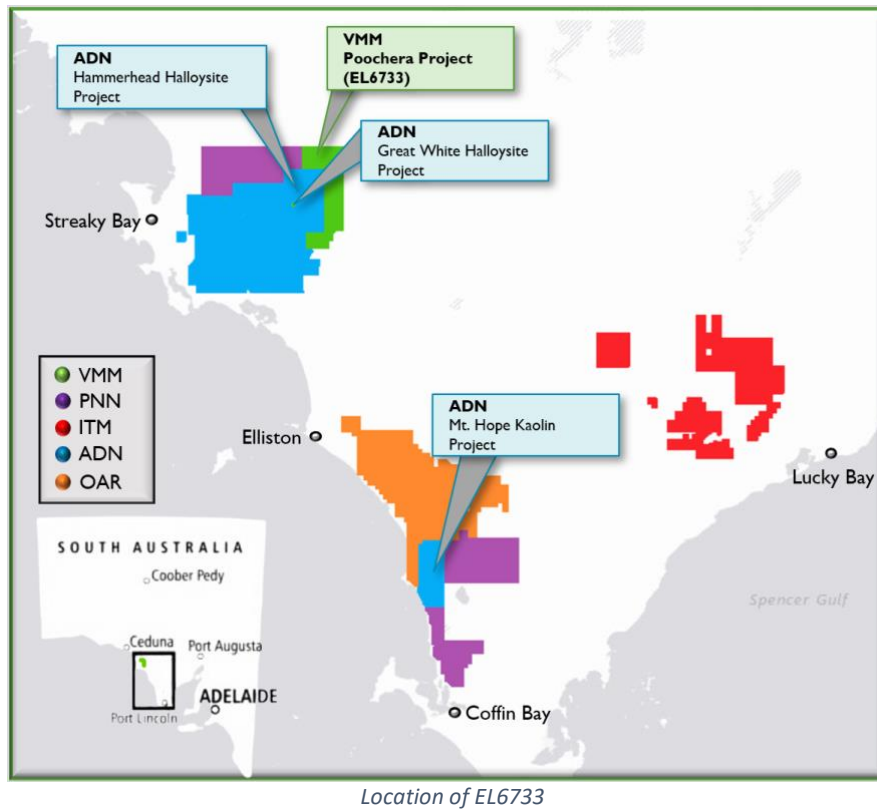 ADN
Hammerhead Halloysite
Project
VMM
Poochera Project
(EL6733)
ADN
Great White Halloysite
Project
Streaky Bay
VMM
PNN
ITM
ADN
OAR
Elliston
ADN
Mt. Hope Kaolin
Project
Lucky Bay
Spencer Gulf
Coffin Bay
SOUTH AUSTRALIA
Coober Pedy
Ceduna
Port Augusta
ADELAIDE
Port Lincoln
Location of EL6733